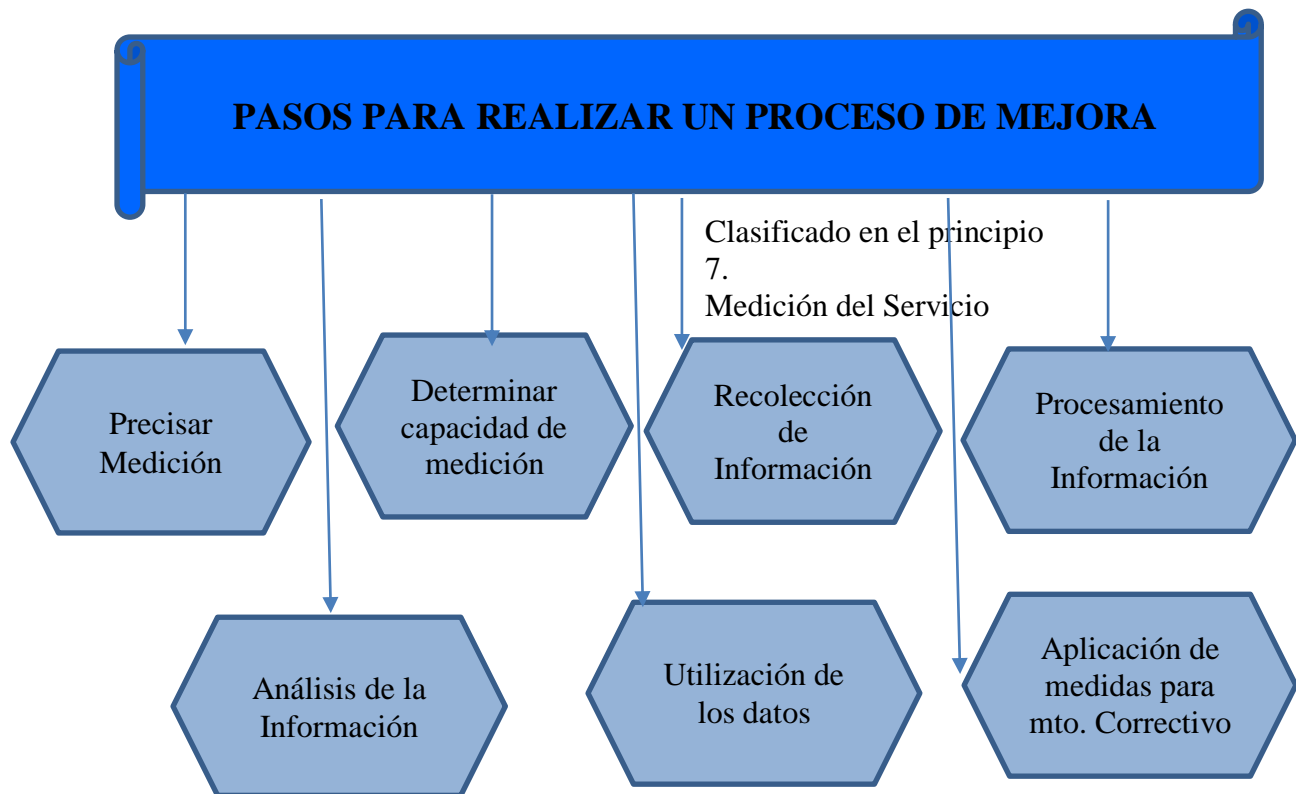 PASOS PARA REALIZAR UN PROCESO DE MEJORA
Clasificado en el principio
7.
Medición del Servicio
Precisar
Medición
Determinar
capacidad de
medición
Recolección
de
Información
Procesamiento
de la
Información
Análisis de la
Información
Utilización de
los datos
Aplicación de
medidas para
mto. Correctivo